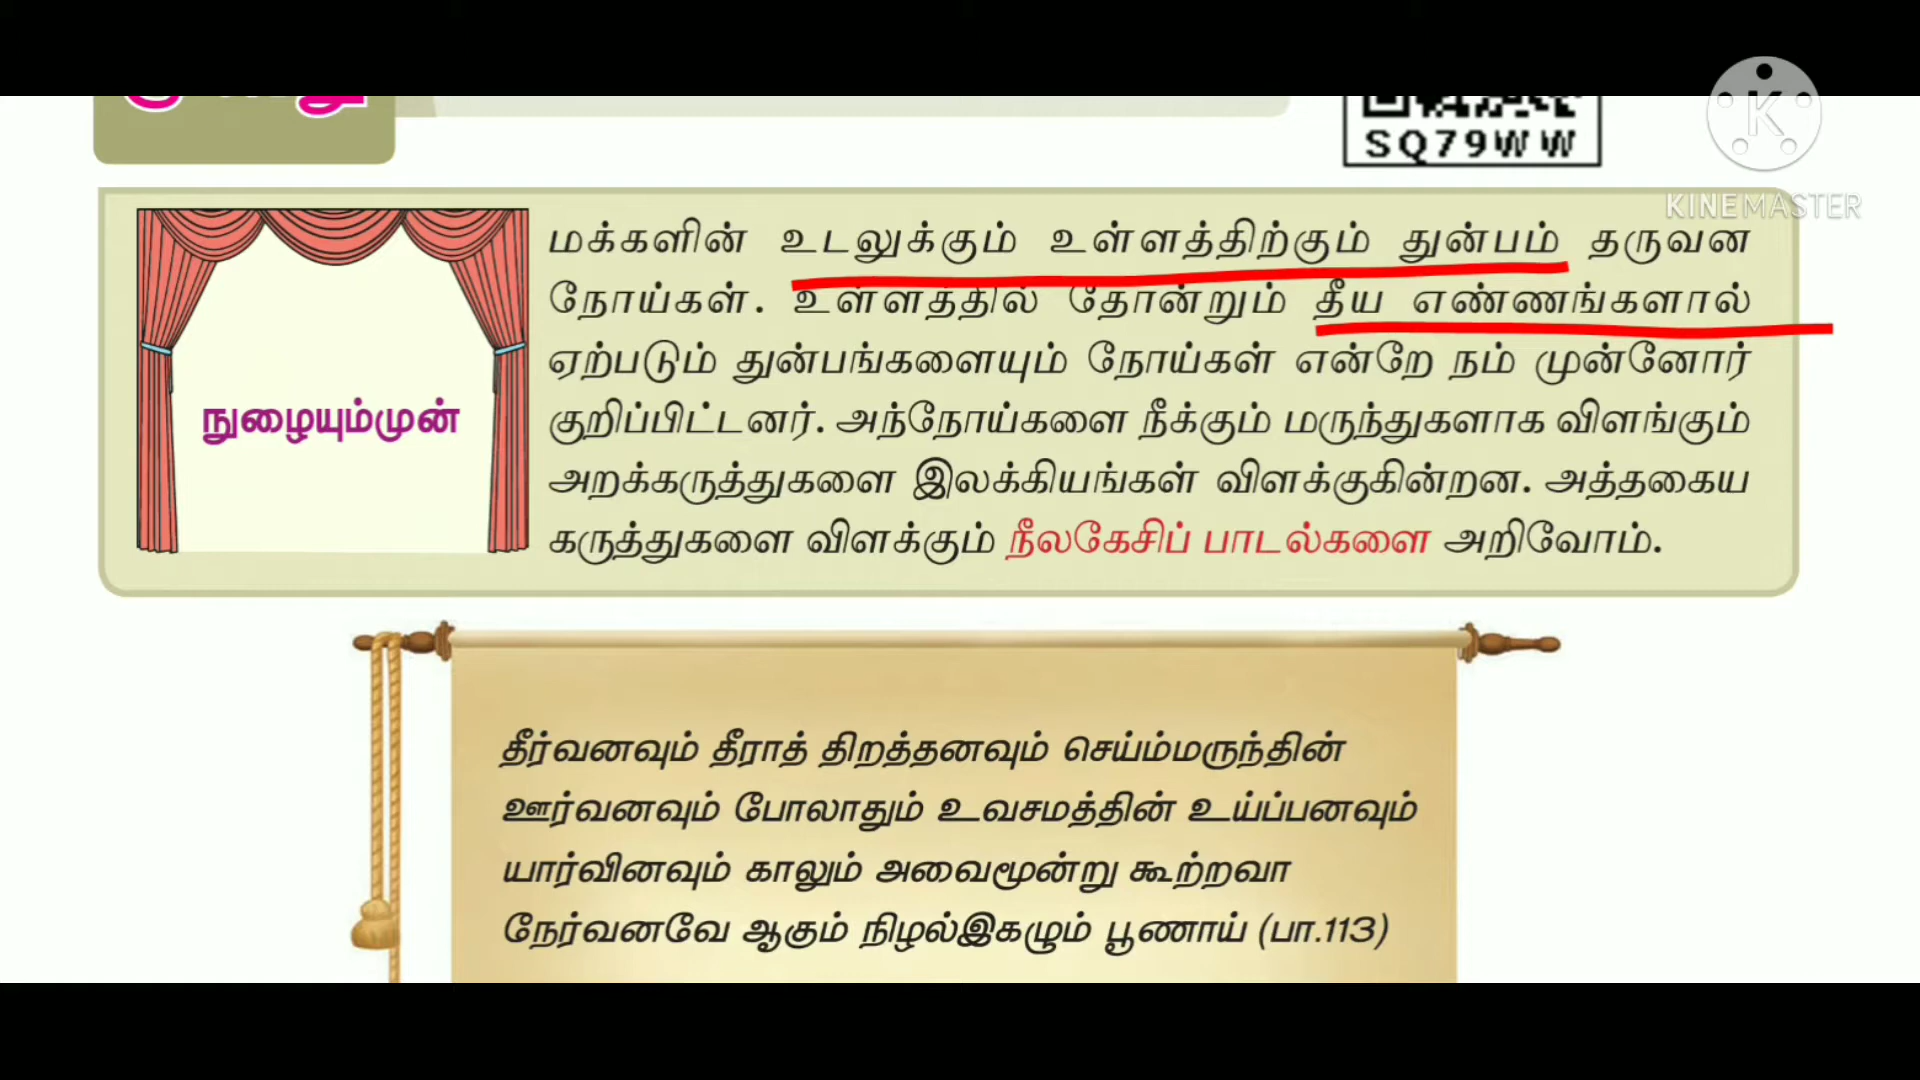 SQ79WW
KINEMASTER
மக்களின் உடலுக்கும் உள்ளத்திற்கும் துன்பம் தருவன
நோய்கள். உள்ளத்தில் தோன்றும் தீய எண்ணங்களால்
ஏற்படும் துன்பங்களையும் நோய்கள் என்றே நம் முன்னோர்
நுழையும்முன்
குறிப்பிட்டனர். அந்நோய்களை நீக்கும் மருந்துகளாக விளங்கும்
அறக்கருத்துகளை இலக்கியங்கள் விளக்குகின்றன. அத்தகைய
கருத்துகளை விளக்கும் நீலகேசிப் பாடல்களை அறிவோம்.
தீர்வனவும் தீராத் திறத்தனவும் செய்ம்மருந்தின்
ஊர்வனவும் போலாதும் உவசமத்தின் உய்ப்பனவும்
யார்வினவும் காலும் அவைமூன்று கூற்றவா
நேர்வனவே ஆகும் நிழல்இகழும் பூணாய் (பா.113)